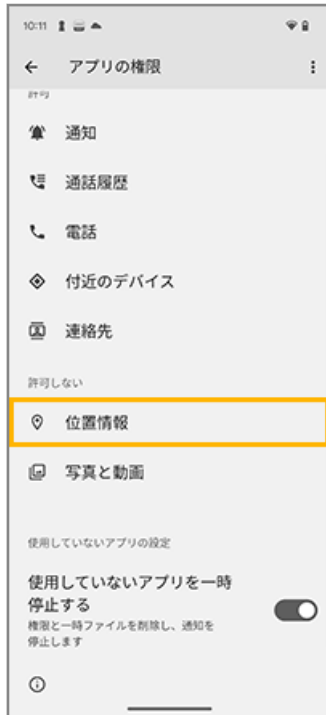 10:11
アプリの権限
許可
通知
通話履歴
電話
付近のデバイス
連絡先
許可しない
位置情報
写真と動画
使用していないアプリの設定
使用していないアプリを一時
停止する
権限と一時ファイルを削除し、通知を
停止します